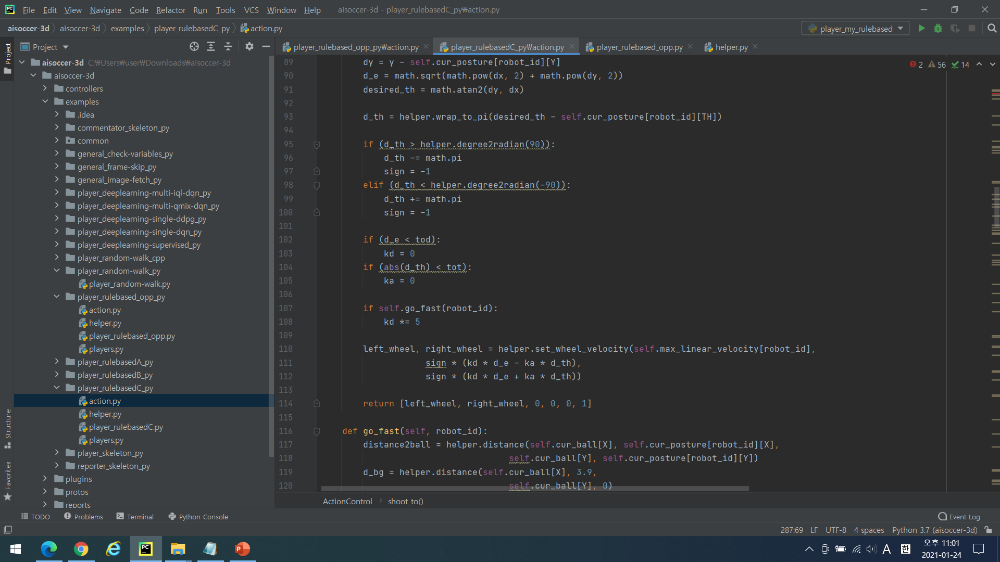 File Edit View Navigate Code Refactor Run Tools VCS Window Help aisoccer-3d - player_rulebasedC_py₩action.py
aisoccer-3d aisoccer-3d examples player_rulebasedC_py action.py player_my_rulebased
Project
Project
player_rulebased_opp_py₩action.py player_rulebasedC_py₩action.py player_rulebased_opp.py helper.py
aisoccer-3d C:₩Users₩user₩Downloads₩aisoccer-3d
aisoccer-3d
controllers
examples
.idea
commentator_skeleton_py
common
general_check-variables_py
general_frame-skip_py
general_image-fetch_py
player_deeplearning-multi-iql-dqn_py
player_deeplearning-multi-qmix-dqn_py
player_deeplearning-single-ddpg_py
player_deeplearning-single-dqn_py
player_deeplearning-supervised_py
player_random-walk_cpp
player_random-walk_py
player_random-walk.py
player_rulebased_opp_py
action.py
helper.py
player_rulebased_opp.py
players.py
player_rulebasedA_py
player_rulebasedB_py
player_rulebasedC_py
action.py
helper.py
player_rulebasedC.py
players.py
player_skeleton_py
reporter_skeleton_py
plugins
protos
reports
Structure
Favorites
2 56 14
89 dy = y - self.cur_posture[robot_id][Y]
90 d_e = math.sqrt(math.pow(dx, 2) + math.pow(dy, 2))
91 desired_th = math.atan2(dy, dx)
92
93 d_th = helper.wrap_to_pi(desired_th - self.cur_posture[robot_id][TH])
94
95 if (d_th > helper.degree2radian(90)):
96 d_th -= math.pi
97 sign = -1
98 elif (d_th < helper.degree2radian(-90)):
99 d_th += math.pi
100 sign = -1
101
102 if (d_e < tod):
103 kd = 0
104 if (abs(d_th) < tot):
105 ka = 0
106
107 if self.go_fast(robot_id):
108 kd *= 5
109
110 left_wheel, right_wheel = helper.set_wheel_velocity(self.max_linear_velocity[robot_id],
111 sign * (kd * d_e - ka * d_th),
112 sign * (kd * d_e + ka * d_th))
113
114 return [left_wheel, right_wheel, 0, 0, 0, 1]
115
116 def go_fast(self, robot_id):
117 distance2ball = helper.distance(self.cur_ball[X], self.cur_posture[robot_id][X],
118 self.cur_ball[Y], self.cur_posture[robot_id][Y])
119 d_bg = helper.distance(self.cur_ball[X], 3.9,
120 self.cur_ball[Y], 0)
ActionControl shoot_to()
TODO Problems Terminal Python Console Event Log
287:69 LF UTF-8 4 spaces Python 3.7 (aisoccer-3d)
A 한 오후 11:01
2021-01-24